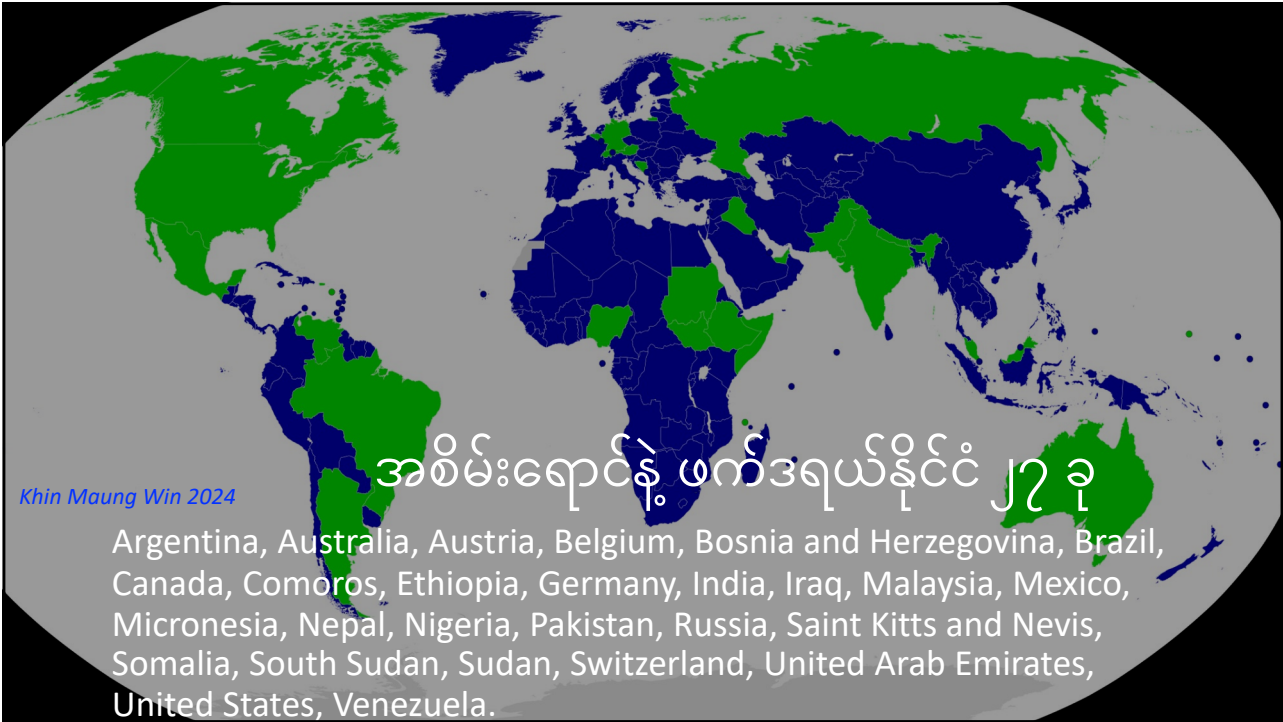 အစိမ်းရောင်နဲ့ ဖက်ဒရယ်နိုင်ငံ ၂၇ ခု
Khin Maung Win 2024
Argentina, Australia, Austria, Belgium, Bosnia and Herzegovina, Brazil,
Canada, Comoros, Ethiopia, Germany, India, Iraq, Malaysia, Mexico,
Micronesia, Nepal, Nigeria, Pakistan, Russia, Saint Kitts and Nevis,
Somalia, South Sudan, Sudan, Switzerland, United Arab Emirates,
United States, Venezuela.